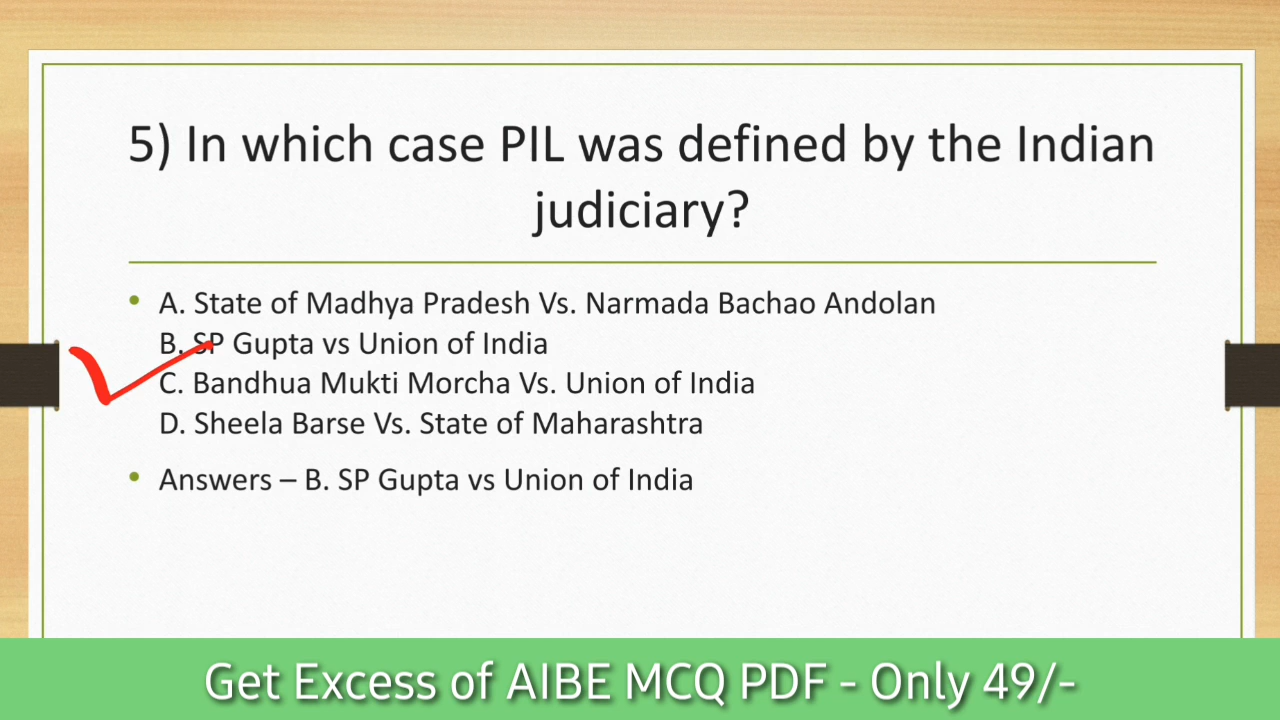 5) In which case PIL was defined by the Indian
judiciary?
• A. State of Madhya Pradesh Vs. Narmada Bachao Andolan
B. SP Gupta vs Union of India
C. Bandhua Mukti Morcha Vs. Union of India
D. Sheela Barse Vs. State of Maharashtra
• Answers – B. SP Gupta vs Union of India
Get Excess of AIBE MCQ PDF - Only 49/-